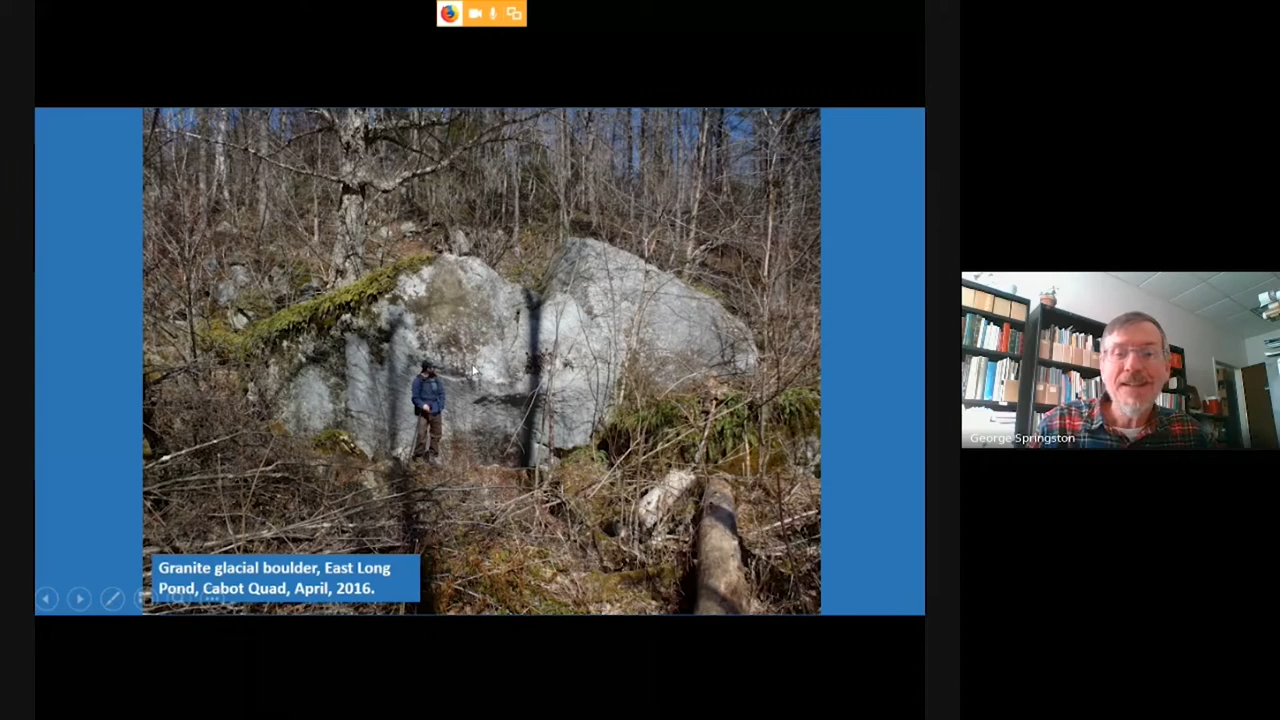 Granite glacial boulder, East Long
Pond, Cabot Quad, April, 2016.
George Springston